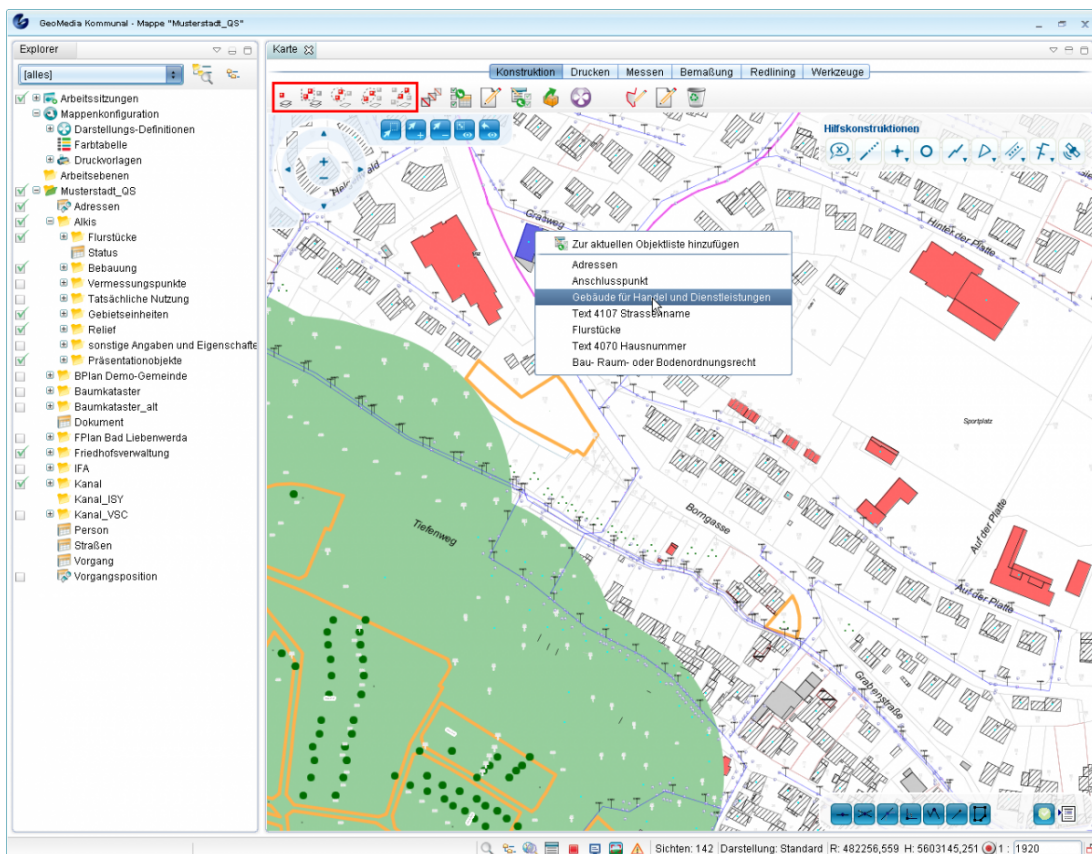 GeoMedia Kommunal - Mappe "Musterstadt_QS"
Explorer
[alles]
Arbeitssitzungen
Mappenkonfiguration
Darstellungs-Definitionen
Farbtabelle
Druckvorlagen
Arbeitsebenen
Musterstadt_QS
Adressen
Alkis
Flurstücke
Status
Bebauung
Vermessungspunkte
Tatsächliche Nutzung
Gebietseinheiten
Relief
sonstige Angaben und Eigenschafte
Präsentationobjekte
BPlan Demo-Gemeinde
Baumkataster
Baumkataster_alt
Dokument
FPlan Bad Liebenwerda
Friedhofsverwaltung
IFA
Kanal
Kanal_ISY
Kanal_VSC
Person
Straßen
Vorgang
Vorgangsposition
Karte
Konstruktion Drucken Messen Bemaßung Redlining Werkzeuge
Hilfskonstruktionen
Grasweg
Hinter der Platte
Zur aktuellen Objektliste hinzufügen
Adressen
Anschlusspunkt
Gebäude für Handel und Dienstleistungen
Text 4107 Strassenname
Flurstücke
Text 4070 Hausnummer
Bau- Raum- oder Bodenordnungsrecht
Sportplatz
Borngasse
Tiefenweg
Auf der Platte
Auf der Platte
Grabenstraße
Sichten: 142 Darstellung: Standard R: 482256,559 H: 5603145,251 1 : 1920